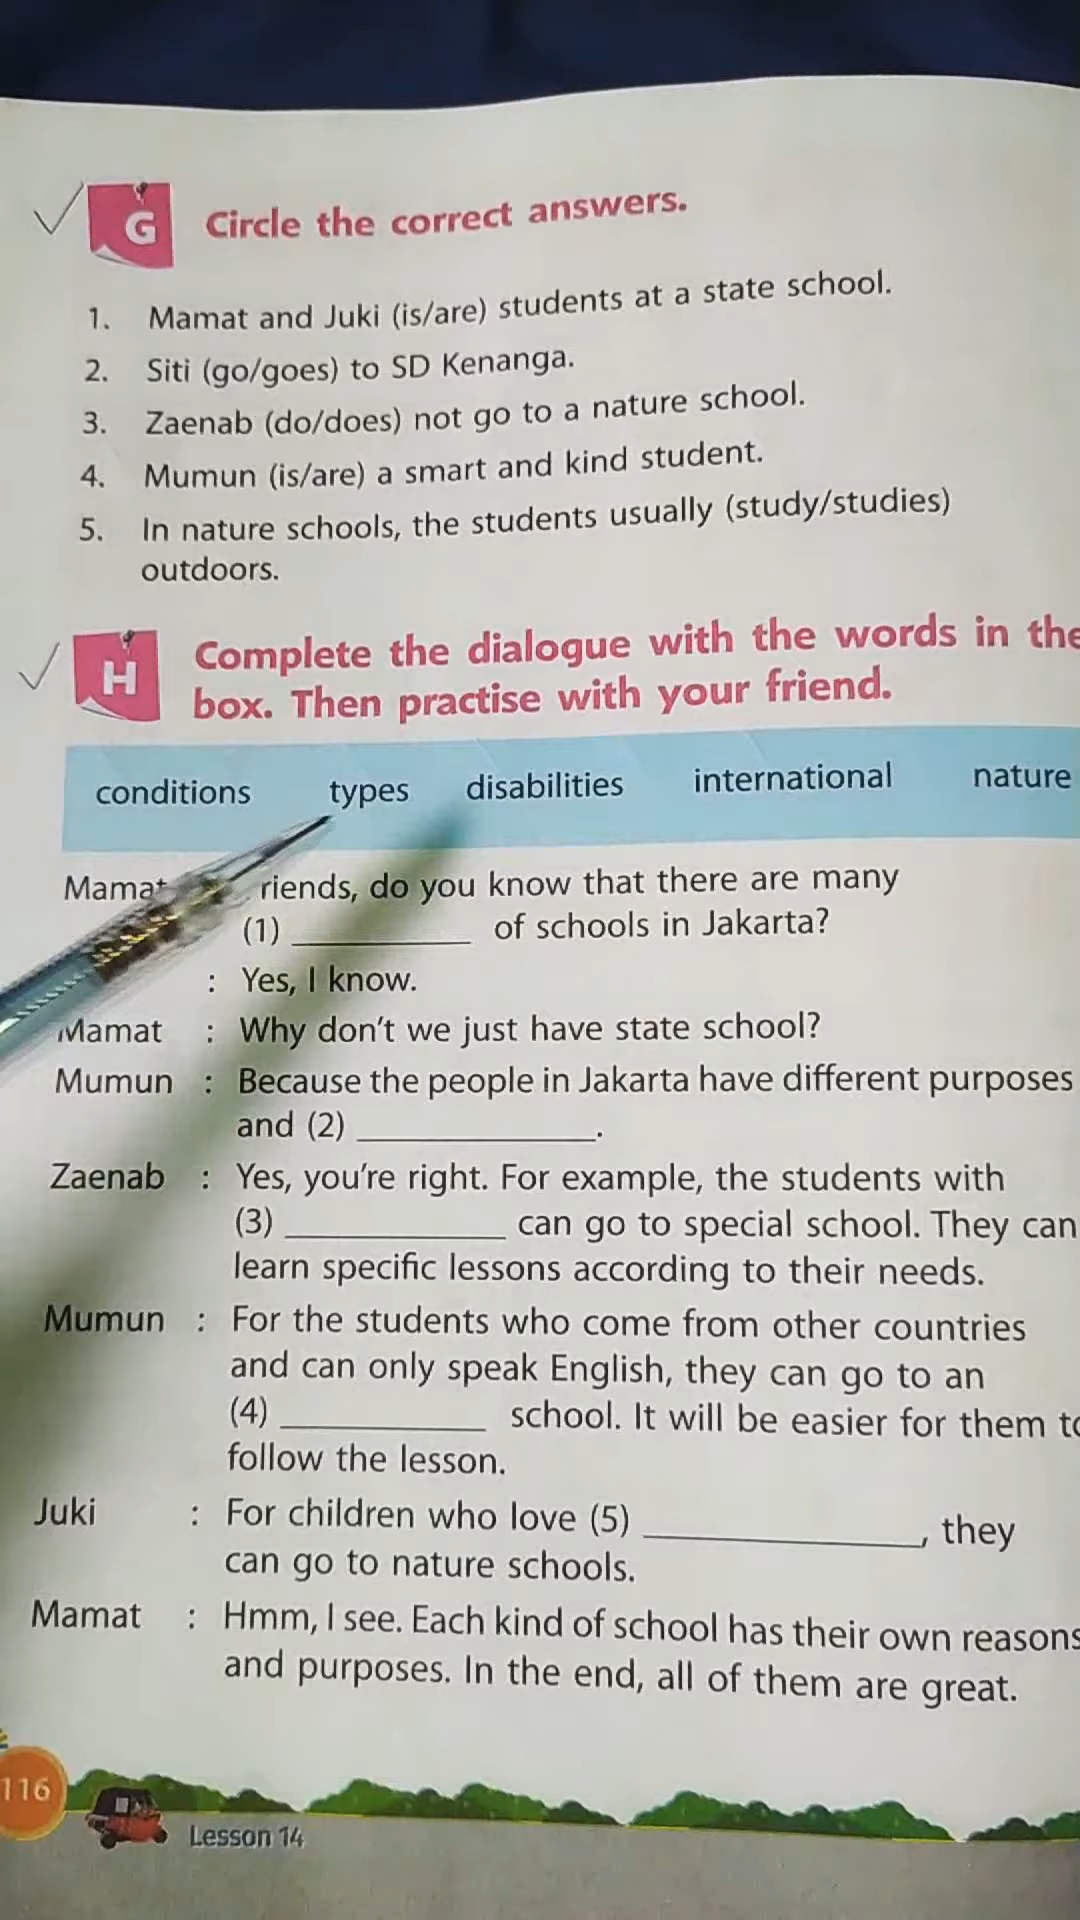 G Circle the correct answers.
1. Mamat and Juki (is/are) students at a state school.
2. Siti (go/goes) to SD Kenanga.
3. Zaenab (do/does) not go to a nature school.
4. Mumun (is/are) a smart and kind student.
5. In nature schools, the students usually (study/studies)
outdoors.
H Complete the dialogue with the words in the
box. Then practise with your friend.
conditions types disabilities international nature
Mamat riends, do you know that there are many
(1) __________ of schools in Jakarta?
: Yes, I know.
Mamat : Why don't we just have state school?
Mumun : Because the people in Jakarta have different purposes
and (2) __________.
Zaenab : Yes, you're right. For example, the students with
(3) __________ can go to special school. They can
learn specific lessons according to their needs.
Mumun : For the students who come from other countries
and can only speak English, they can go to an
(4) __________ school. It will be easier for them to
follow the lesson.
Juki : For children who love (5) __________, they
can go to nature schools.
Mamat : Hmm, I see. Each kind of school has their own reasons
and purposes. In the end, all of them are great.
116
Lesson 14